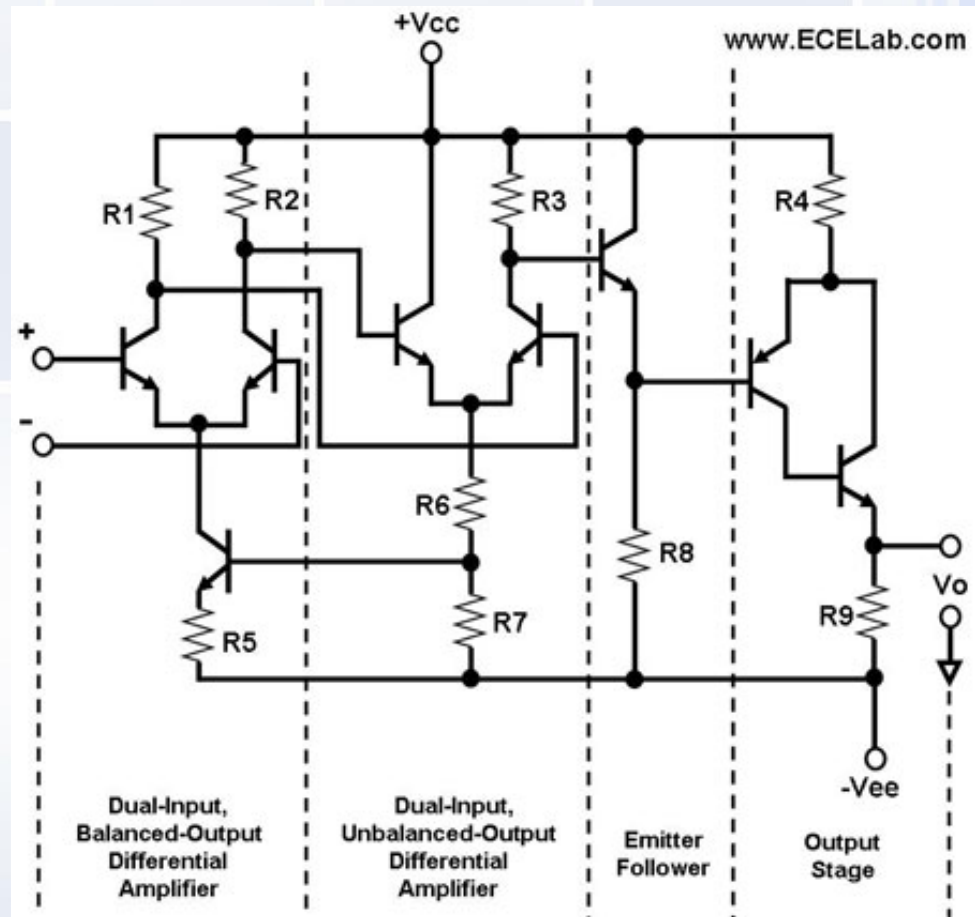 +Vcc
www.ECELab.com
R1
R2
R3
R4
+
-
R6
R8
Vo
R5
R7
R9
-Vee
Dual-Input,
Balanced-Output
Differential
Amplifier
Dual-Input,
Unbalanced-Output
Differential
Amplifier
Emitter
Follower
Output
Stage